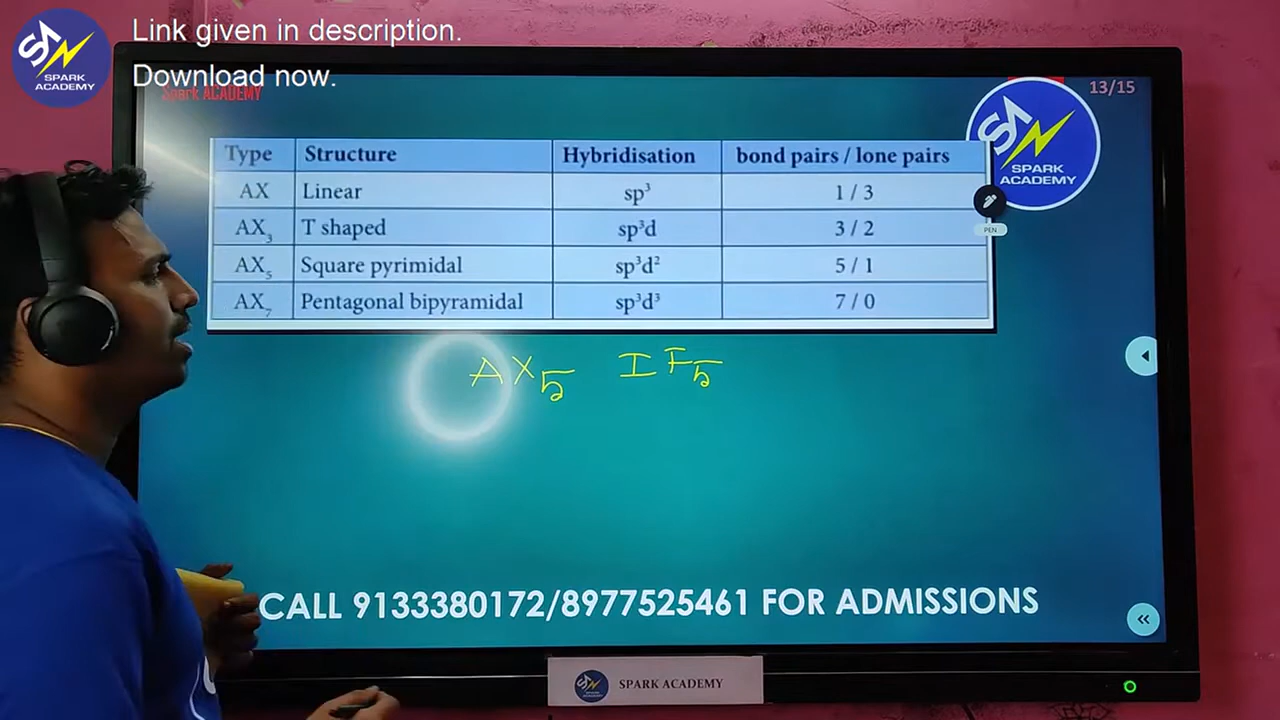 Link given in description.
Download now.
SPARK
ACADEMY
Spark ACADEMY
13/15
SPARK
ACADEMY
Type Structure Hybridisation bond pairs / lone pairs
AX Linear sp³ 1 / 3
AX₃ T shaped sp³d 3 / 2
AX₅ Square pyrimidal sp³d² 5 / 1
AX₇ Pentagonal bipyramidal sp³d³ 7 / 0
PEN
AX₅ IF₅
CALL 9133380172/8977525461 FOR ADMISSIONS
SPARK ACADEMY